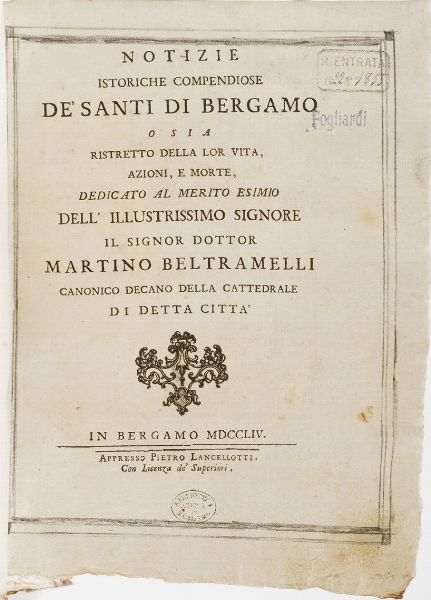 NOTIZIE
ISTORICHE COMPENDIOSE
DE' SANTI DI BERGAMO
O SIA
RISTRETTO DELLA LOR VITA,
AZIONI, E MORTE,
DEDICATO AL MERITO ESIMIO
DELL' ILLUSTRISSIMO SIGNORE
IL SIGNOR DOTTOR
MARTINO BELTRAMELLI
CANONICO DECANO DELLA CATTEDRALE
DI DETTA CITTA'
IN BERGAMO MDCCLIV.
APPRESSO PIETRO LANCELLOTTI.
Con Licenza de' Superiori.
R. ENTRATA
Fogliardi